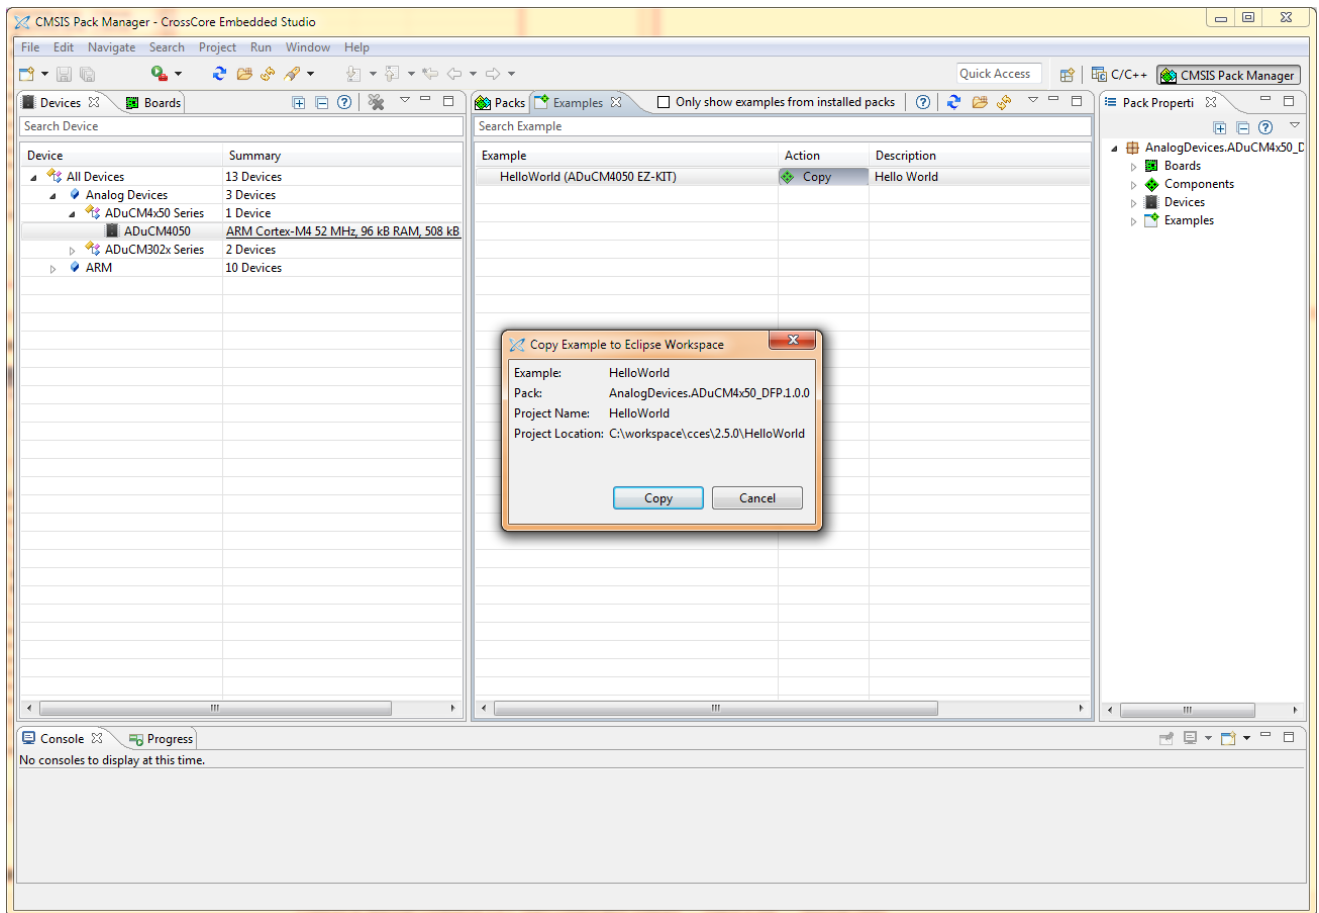 CMSIS Pack Manager - CrossCore Embedded Studio
File Edit Navigate Search Project Run Window Help
Quick Access C/C++ CMSIS Pack Manager
Devices Boards
Search Device
Device Summary
All Devices 13 Devices
Analog Devices 3 Devices
ADuCM4x50 Series 1 Device
ADuCM4050 ARM Cortex-M4 52 MHz, 96 kB RAM, 508 kB
ADuCM302x Series 2 Devices
ARM 10 Devices
Packs Examples Only show examples from installed packs
Search Example
Example Action Description
HelloWorld (ADuCM4050 EZ-KIT) Copy Hello World
Pack Properti
AnalogDevices.ADuCM4x50_D
Boards
Components
Devices
Examples
Copy Example to Eclipse Workspace
Example: HelloWorld
Pack: AnalogDevices.ADuCM4x50_DFP.1.0.0
Project Name: HelloWorld
Project Location: C:\workspace\cces\2.5.0\HelloWorld
Copy Cancel
Console Progress
No consoles to display at this time.